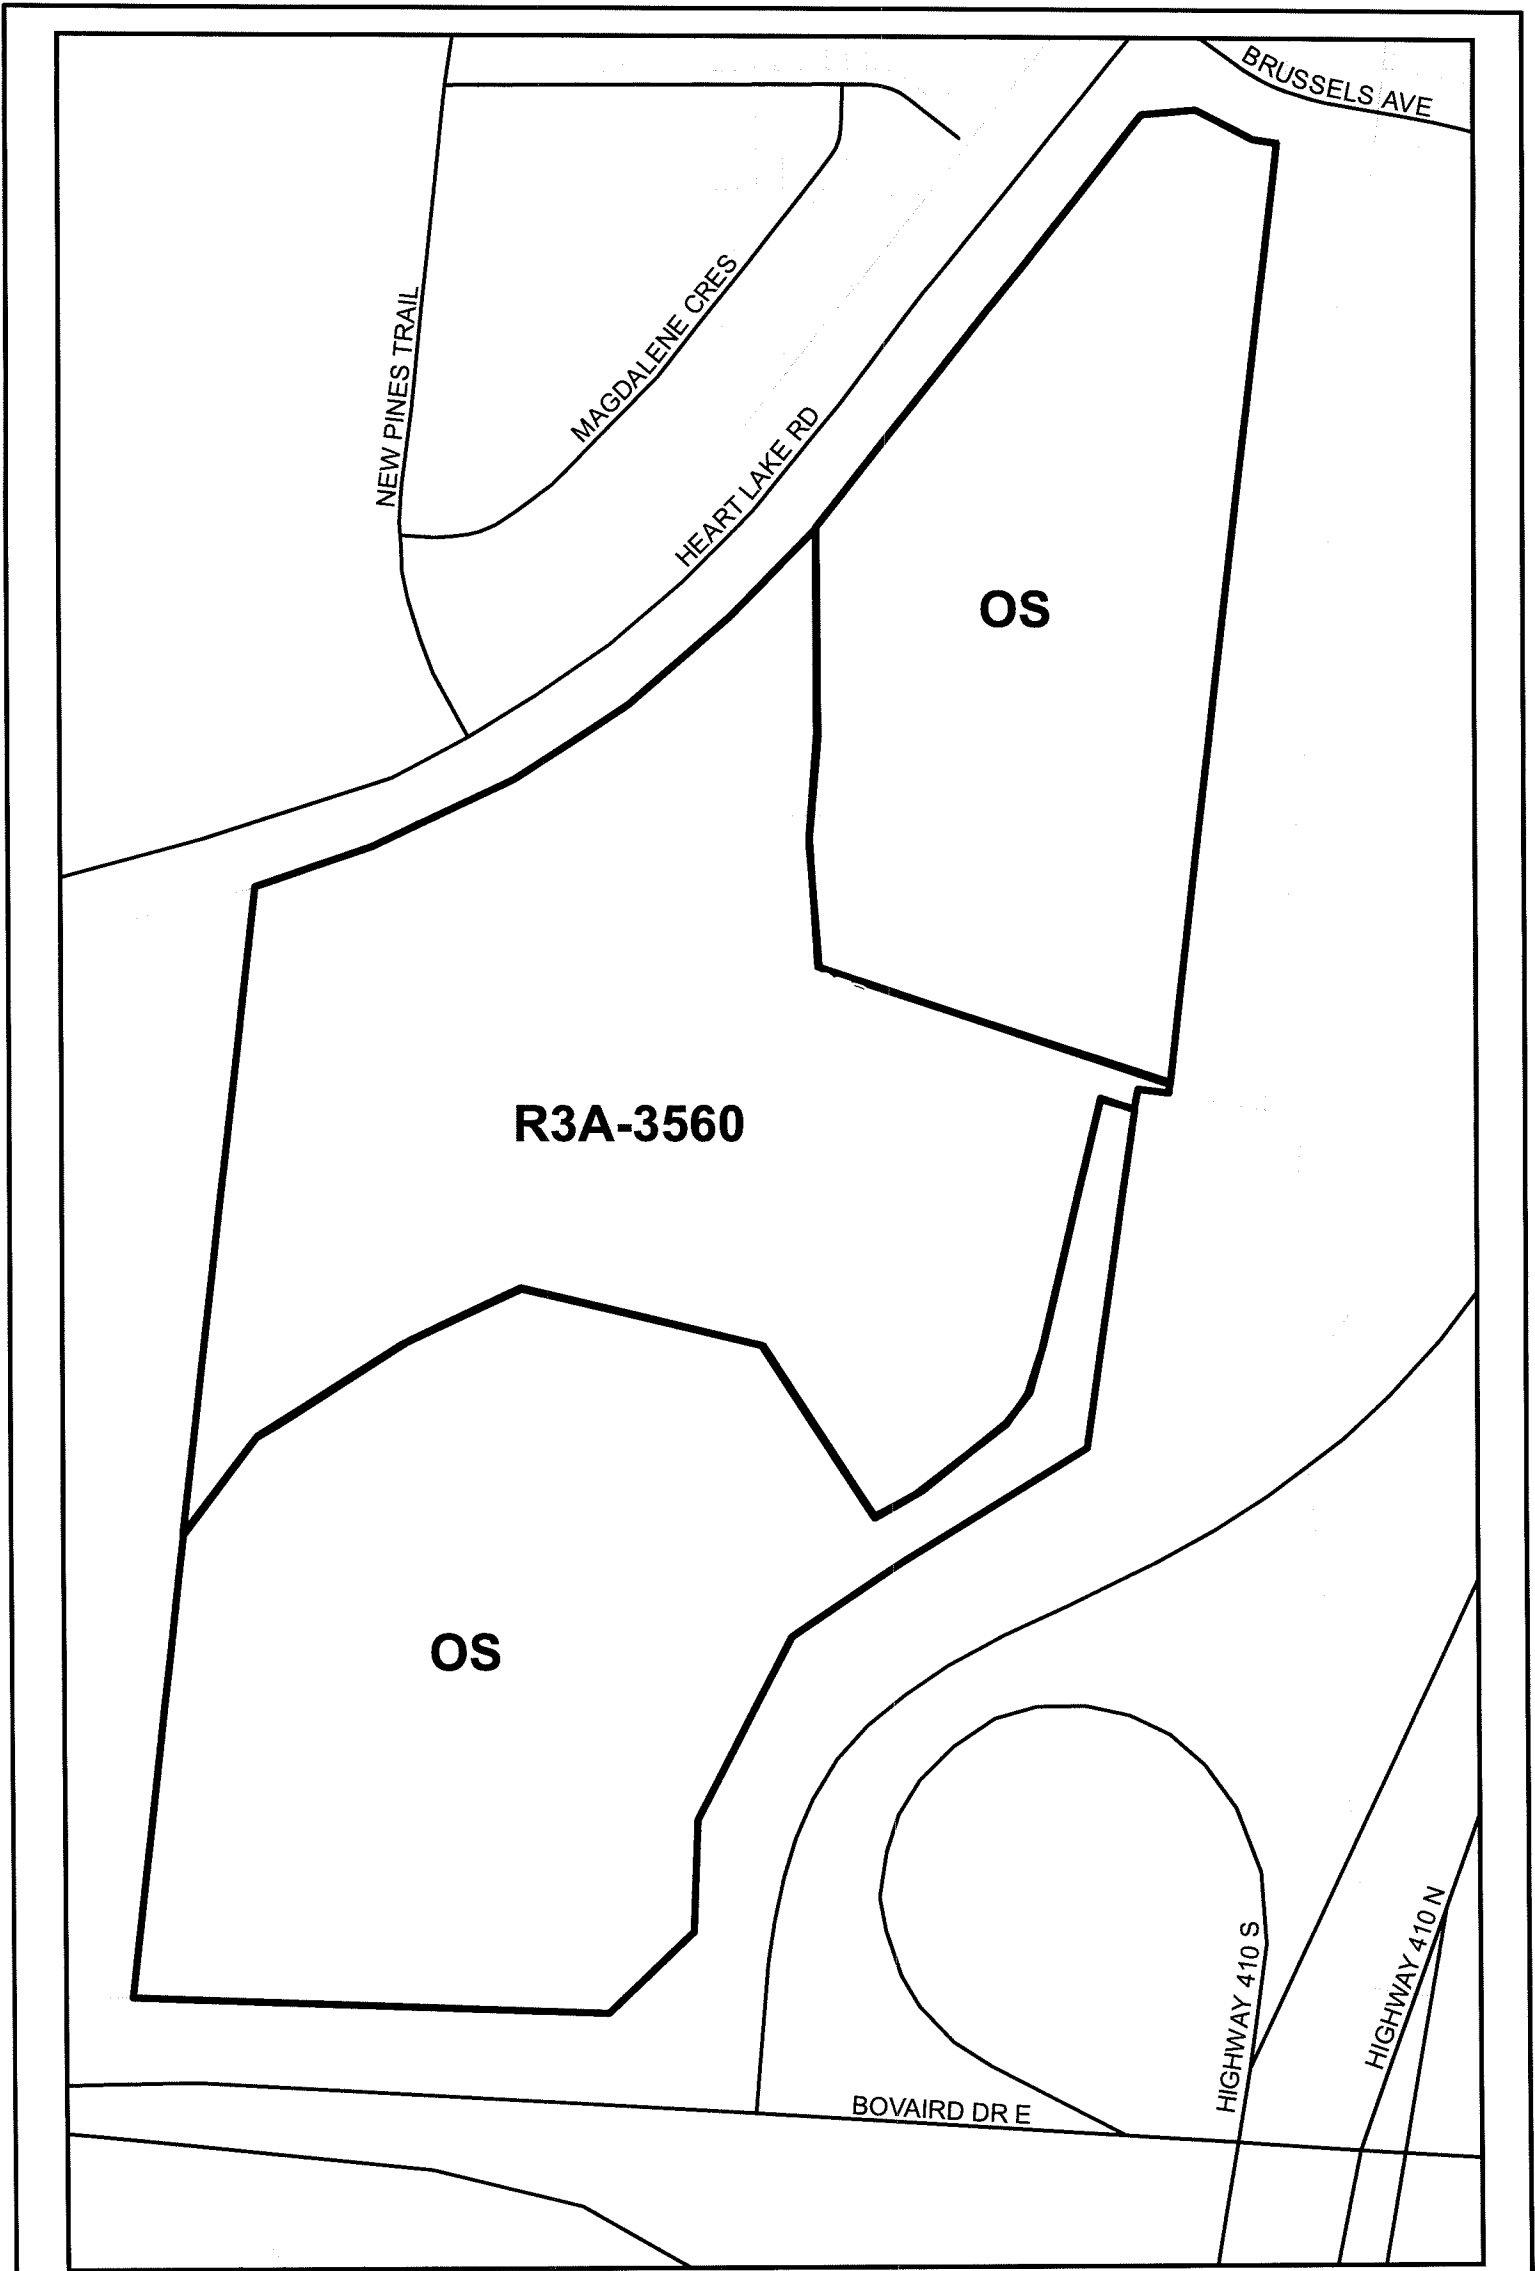 BRUSSELS AVE
NEW PINES TRAIL
MAGDALENE CRES
HEART LAKE RD
OS
R3A-3560
OS
HIGHWAY 410 S
HIGHWAY 410 N
BOVAIRD DR E